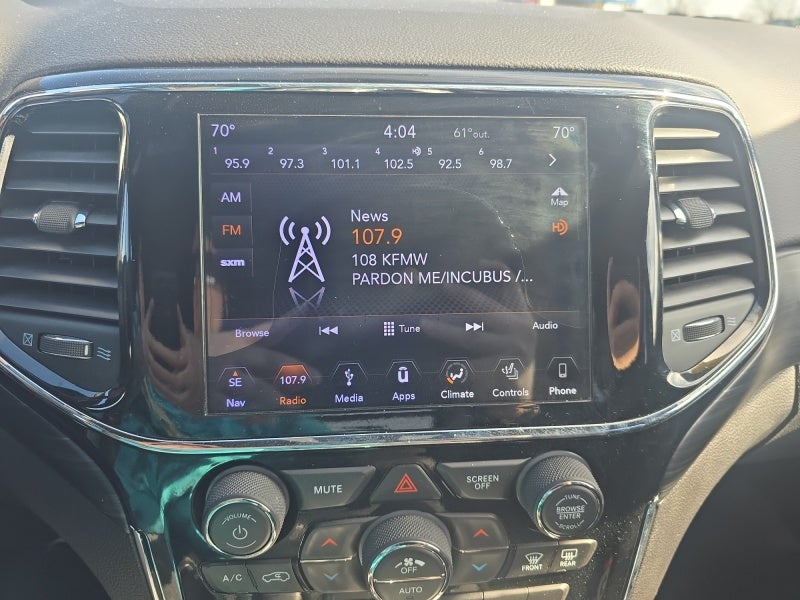 70° 4:04 61°out. 70°
1 2 3 4 5 6
95.9 97.3 101.1 102.5 92.5 98.7
AM
Map
News
FM 107.9 HD
108 KFMW
sxm
PARDON ME/INCUBUS /...
Browse Tune Audio
SE 107.9
Nav Radio Media Apps Climate Controls Phone
MUTE SCREEN OFF
VOLUME
TUNE
BROWSE
ENTER
SCROLL
OFF
A/C AUTO FRONT REAR